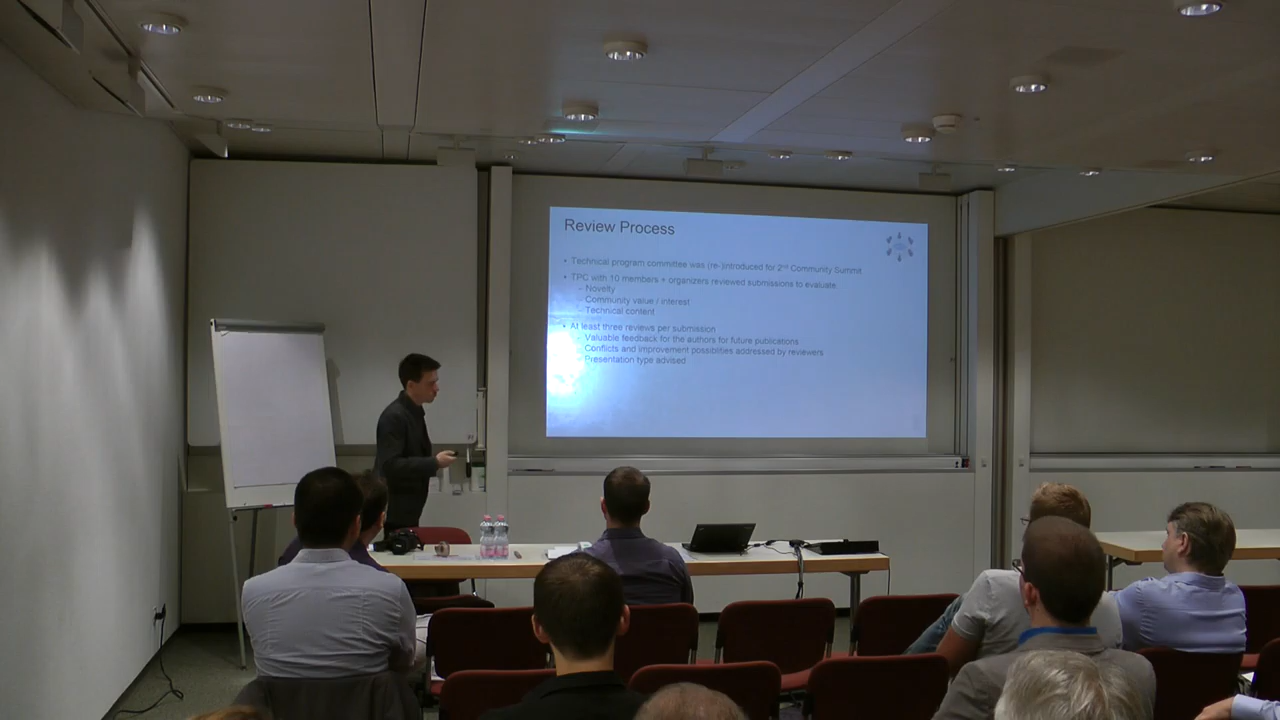 Review Process
• Technical program committee was (re-)introduced for 2nd Community Summit
• TPC with 10 members + organizers reviewed submissions to evaluate
– Novelty
– Community value / interest
– Technical content
• At least three reviews per submission
– Valuable feedback for the authors for future publications
– Conflicts and improvement possiblities addressed by reviewers
– Presentation type advised